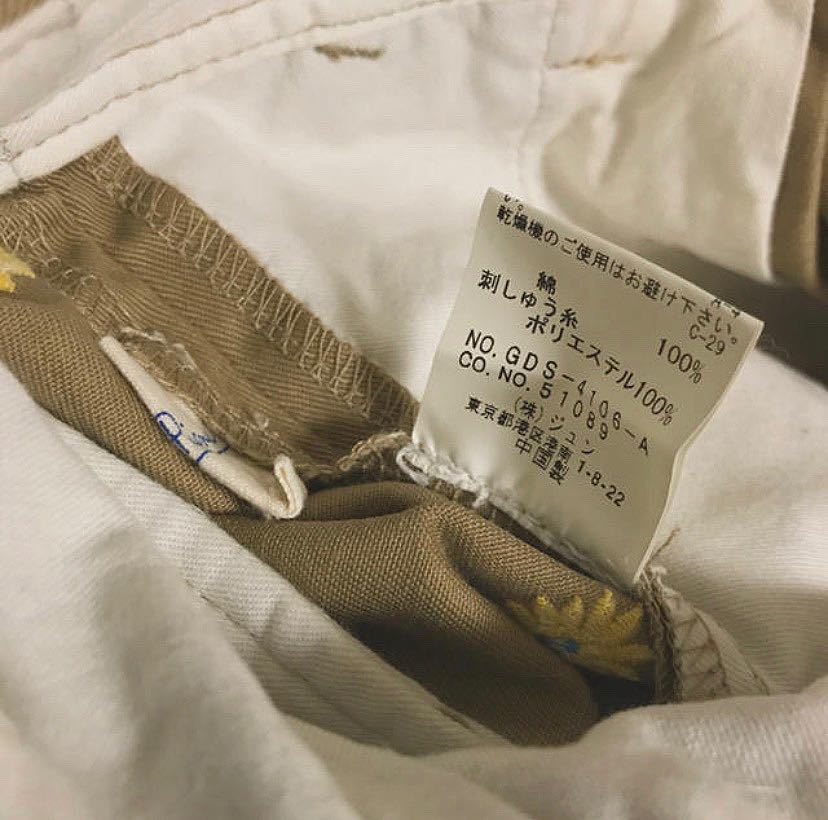 い。
乾燥機のご使用はお避け下さい。
C-29
綿 100%
刺しゅう糸
ポリエステル100%
NO.GDS-4106-A
CO.NO.51089
(株)ジュン
東京都港区港南1-8-22
中国製